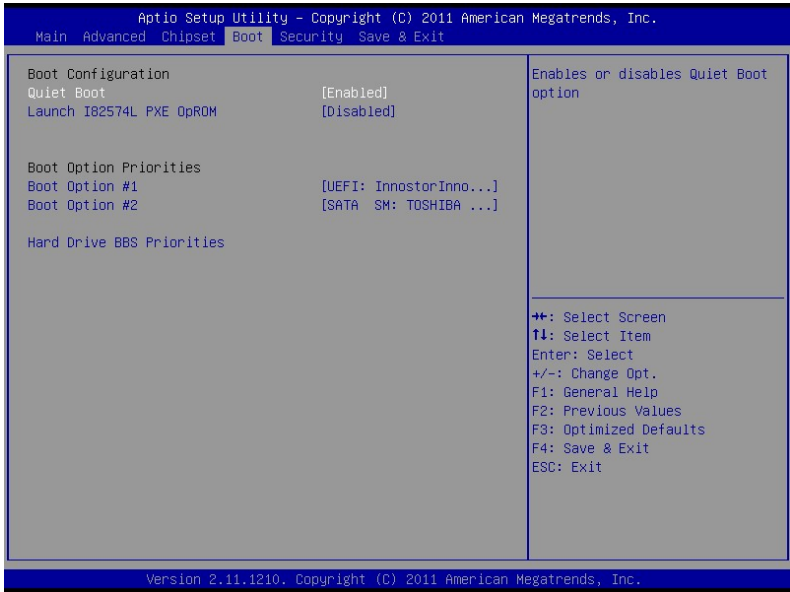 Aptio Setup Utility – Copyright (C) 2011 American Megatrends, Inc.
Main Advanced Chipset Boot Security Save & Exit
Boot Configuration
Quiet Boot [Enabled]
Launch I82574L PXE OpROM [Disabled]
Boot Option Priorities
Boot Option #1 [UEFI: InnostorInno...]
Boot Option #2 [SATA SM: TOSHIBA ...]
Hard Drive BBS Priorities
Enables or disables Quiet Boot
option
→←: Select Screen
↑↓: Select Item
Enter: Select
+/-: Change Opt.
F1: General Help
F2: Previous Values
F3: Optimized Defaults
F4: Save & Exit
ESC: Exit
Version 2.11.1210. Copyright (C) 2011 American Megatrends, Inc.